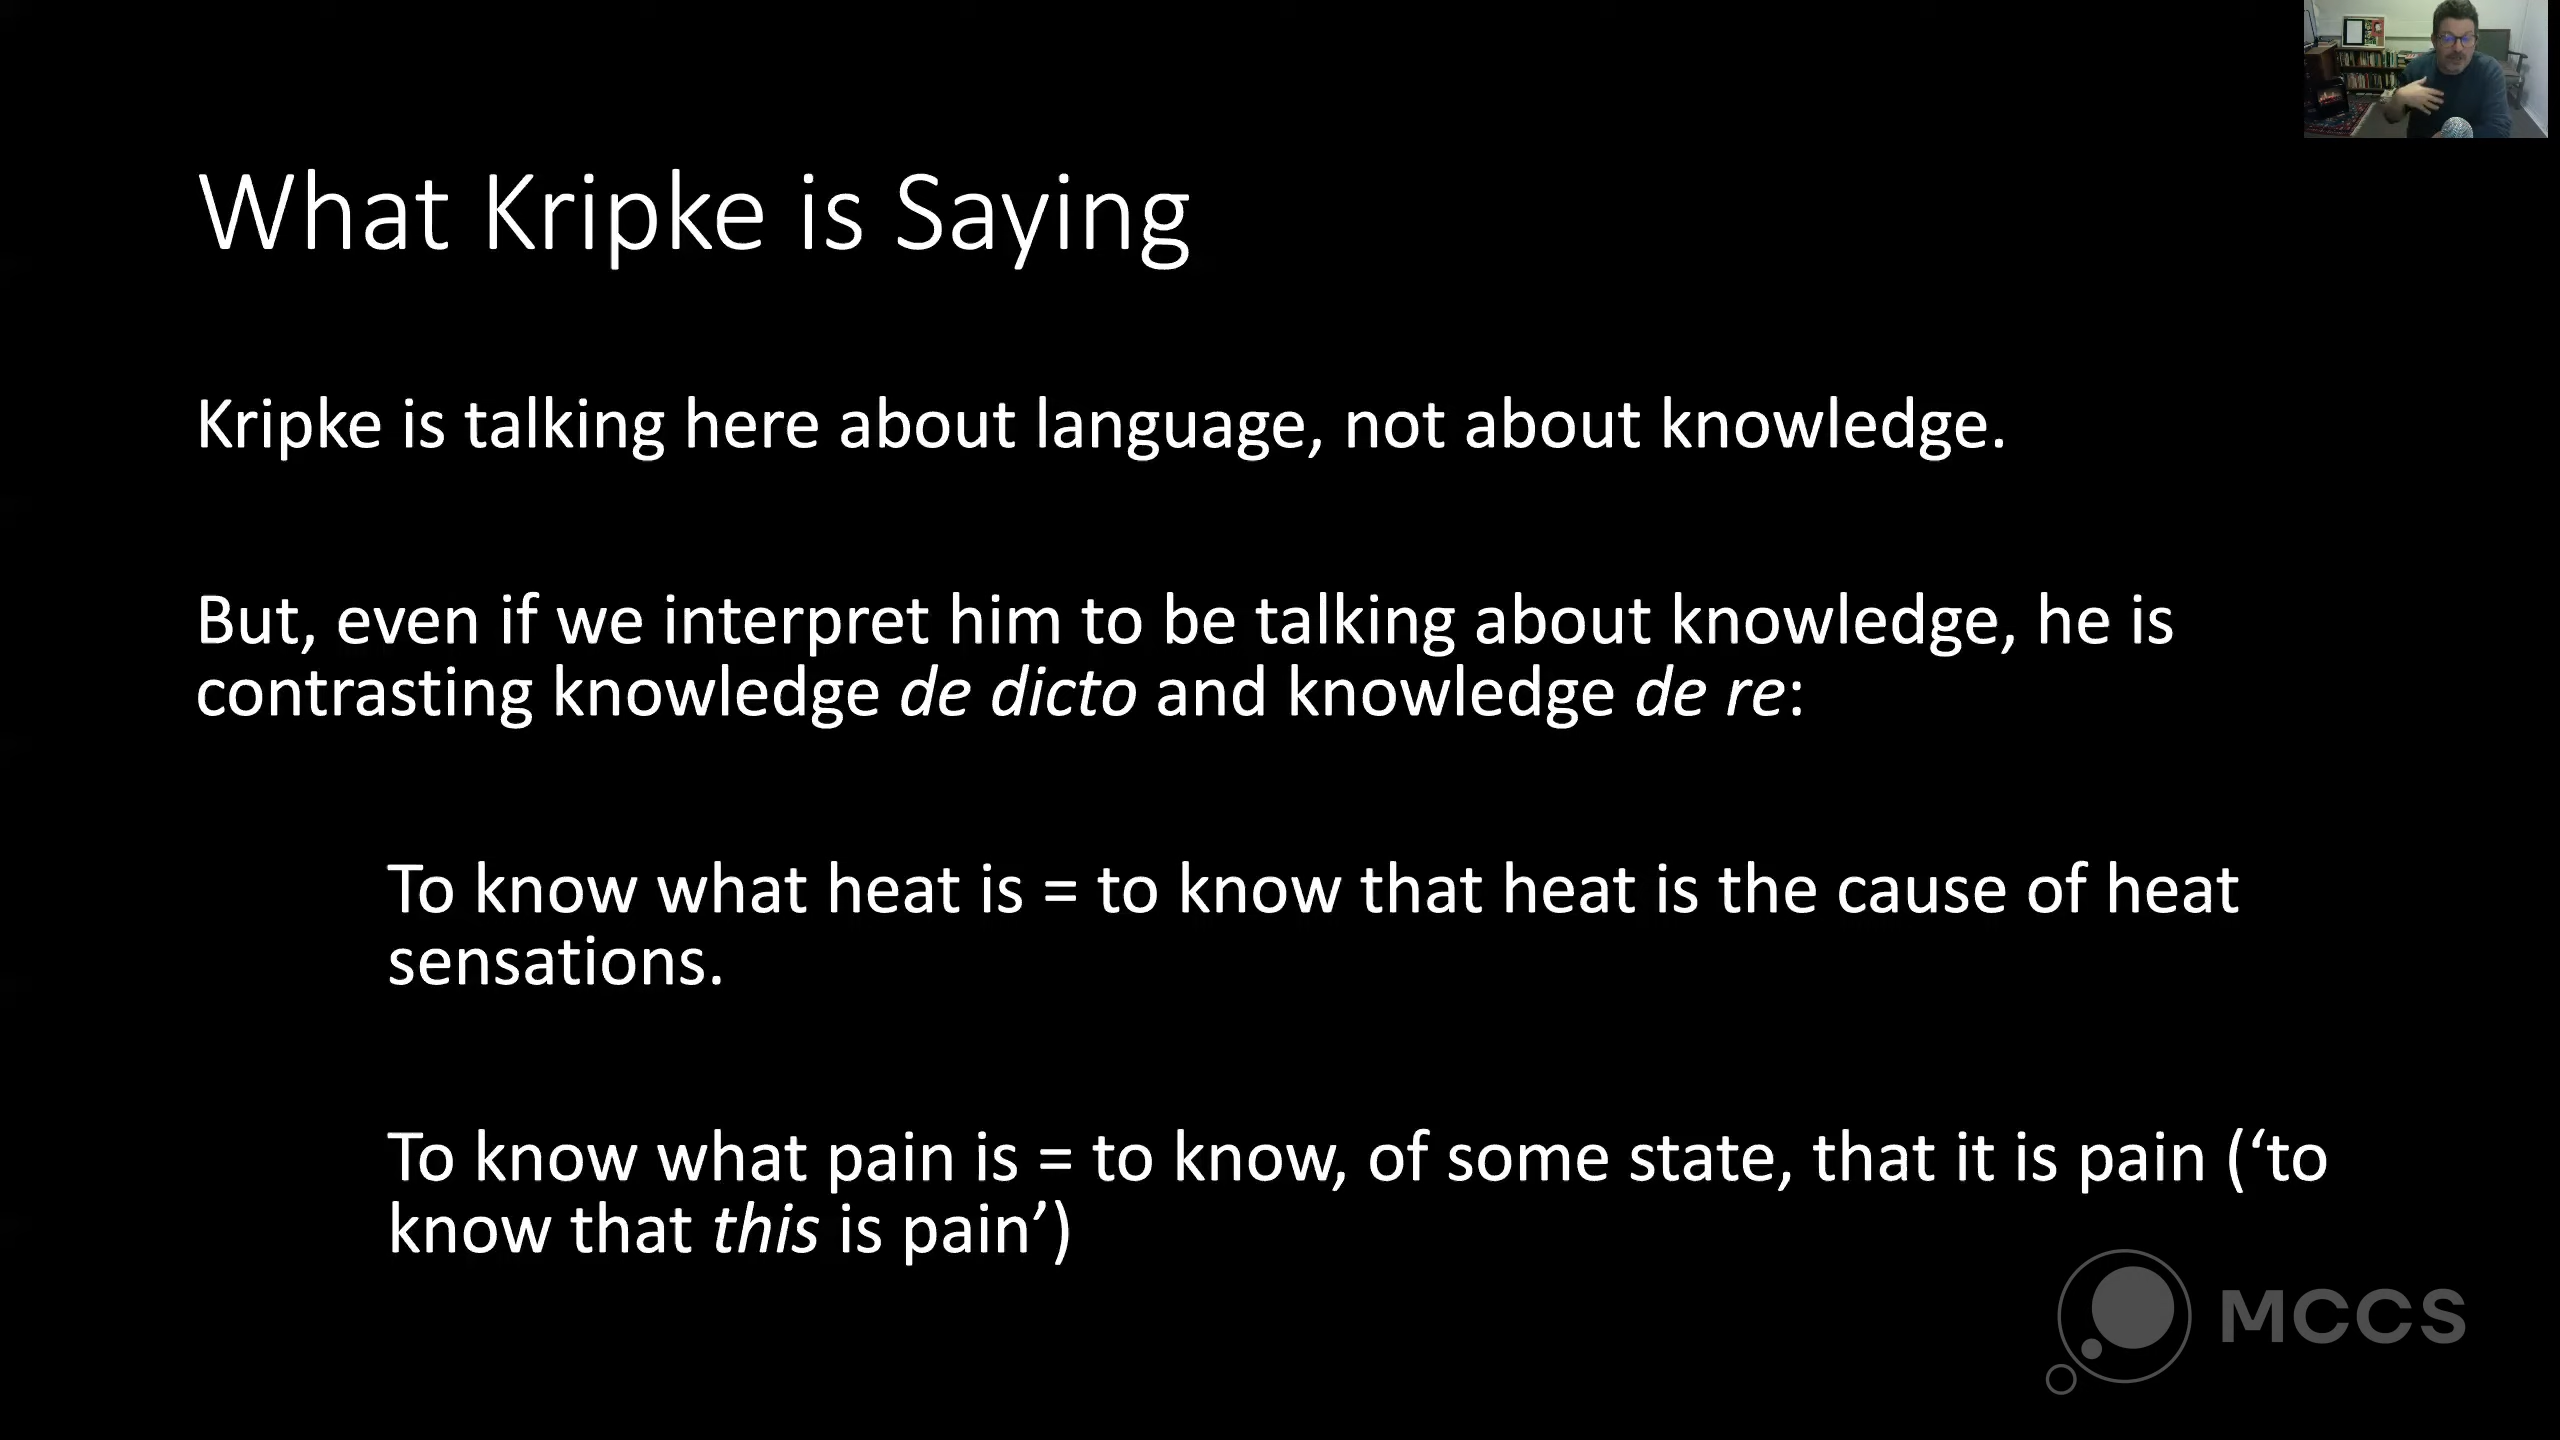 What Kripke is Saying
Kripke is talking here about language, not about knowledge.
But, even if we interpret him to be talking about knowledge, he is
contrasting knowledge de dicto and knowledge de re:
To know what heat is = to know that heat is the cause of heat
sensations.
To know what pain is = to know, of some state, that it is pain (‘to
know that this is pain’)
MCCS